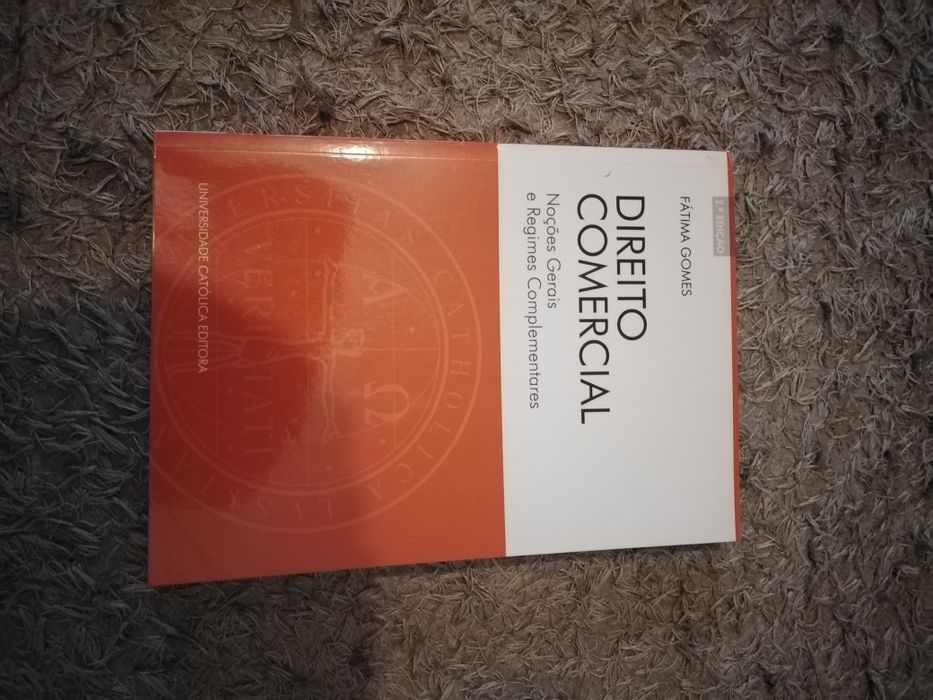 2.ª EDIÇÃO
FÁTIMA GOMES
DIREITO
COMERCIAL
Noções Gerais
e Regimes Complementares
UNIVERSIDADE CATÓLICA EDITORA